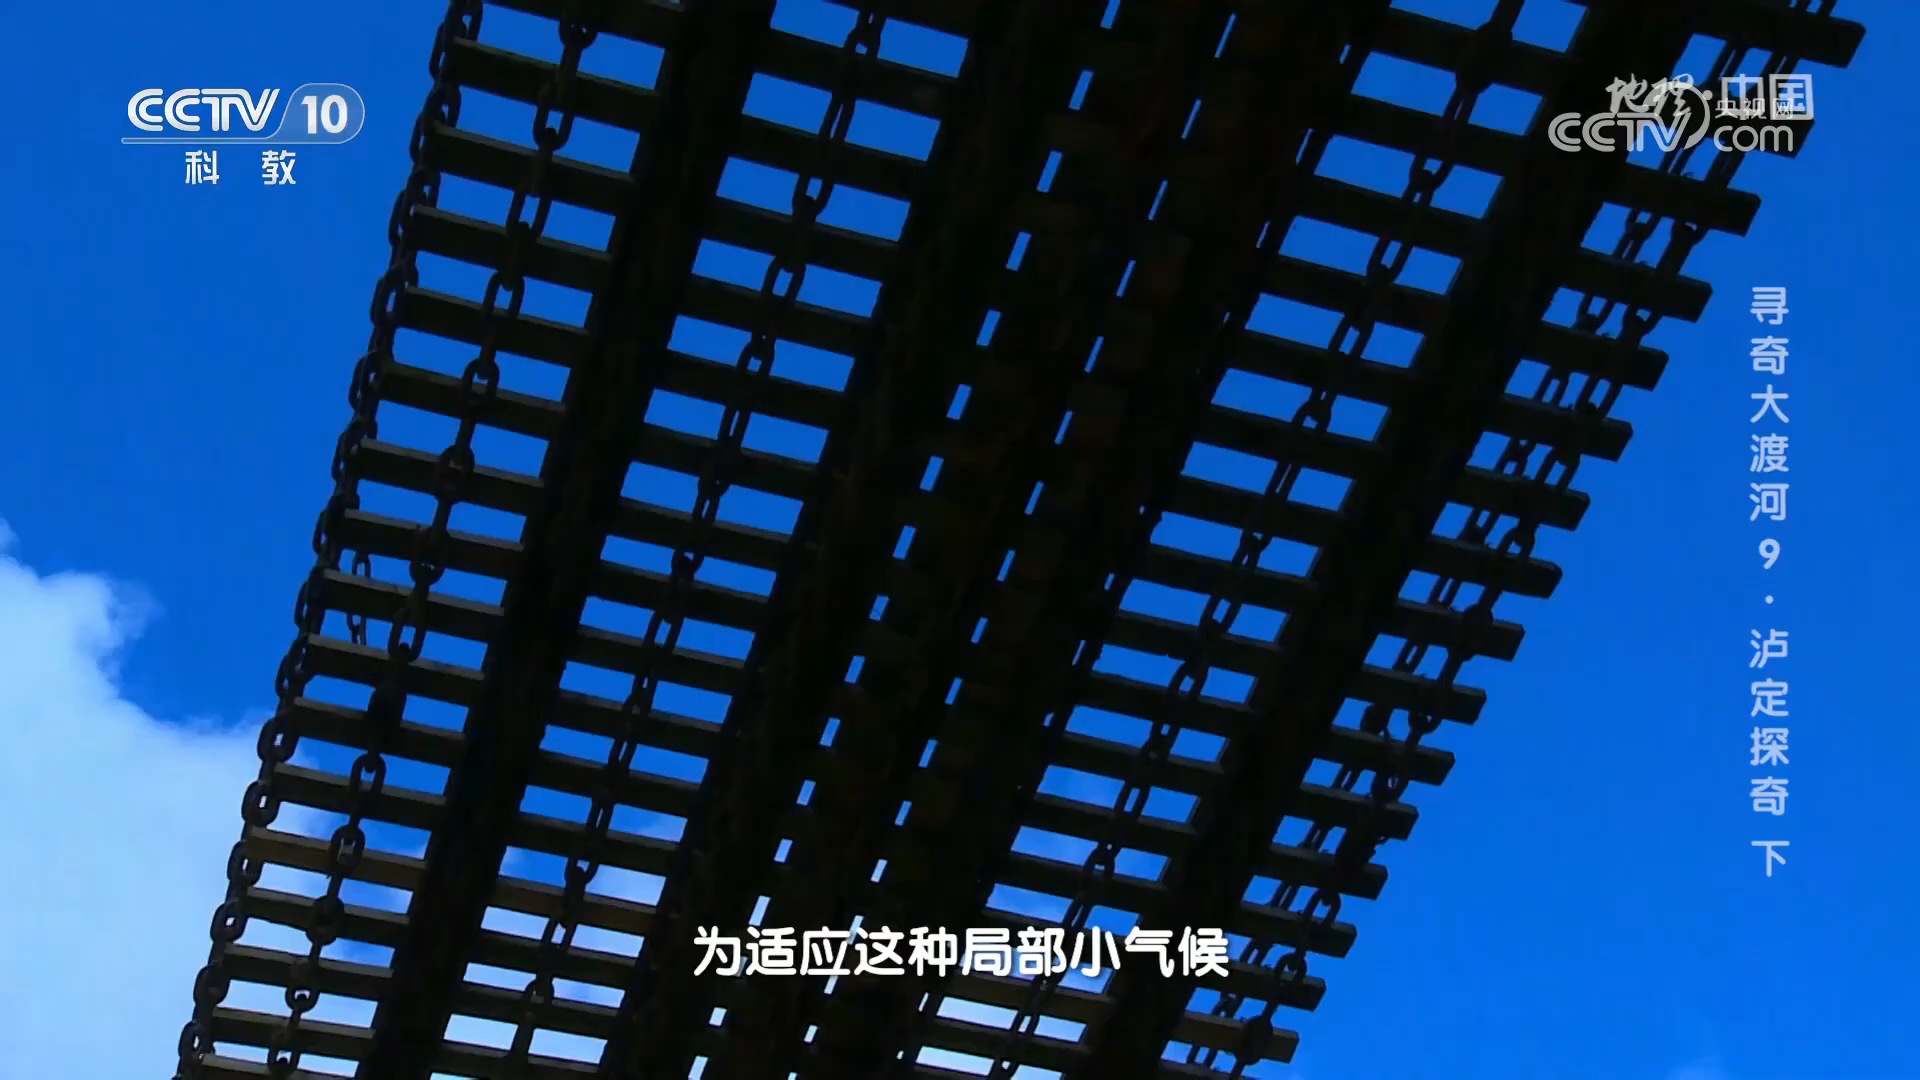 CCTV 10
科 教
地理·中国
央视网
CCTV com
寻奇大渡河9·泸定探奇 下
为适应这种局部小气候